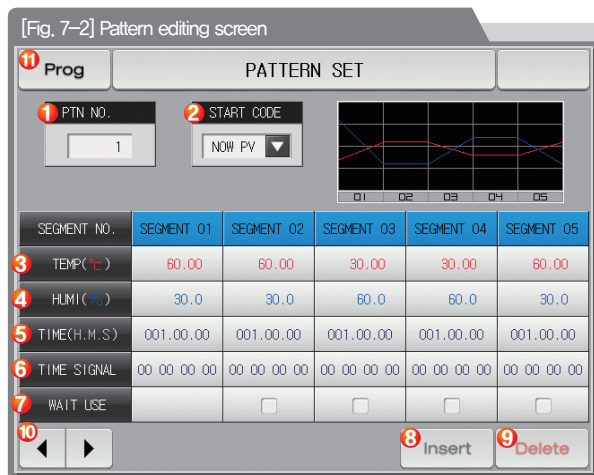 [Fig. 7-2] Pattern editing screen
11 Prog PATTERN SET
1 PTN NO. 2 START CODE
1 NOW PV
01 02 03 04 05
SEGMENT NO. SEGMENT 01 SEGMENT 02 SEGMENT 03 SEGMENT 04 SEGMENT 05
3 TEMP(℃) 60.00 60.00 30.00 30.00 60.00
4 HUMI(%) 30.0 30.0 60.0 60.0 30.0
5 TIME(H.M.S) 001.00.00 001.00.00 001.00.00 001.00.00 001.00.00
6 TIME SIGNAL 00 00 00 00 00 00 00 00 00 00 00 00 00 00 00 00 00 00 00 00
7 WAIT USE
10 8 Insert 9 Delete